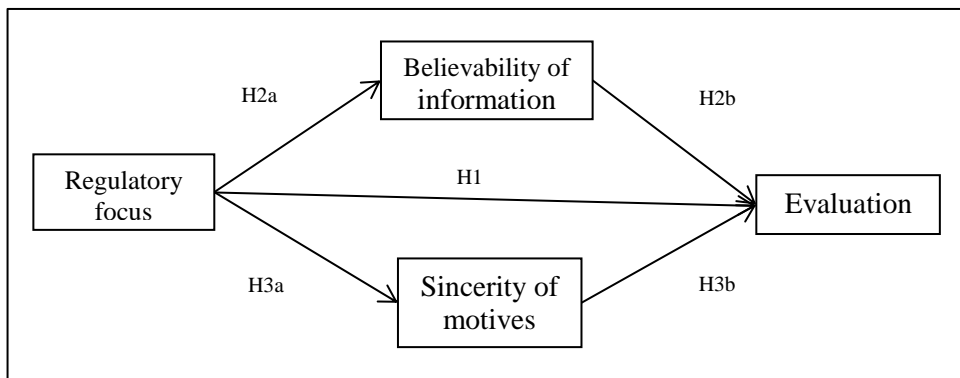 Believability of
information
H2a
H2b
Regulatory
focus
H1
Evaluation
H3a
Sincerity of
motives
H3b